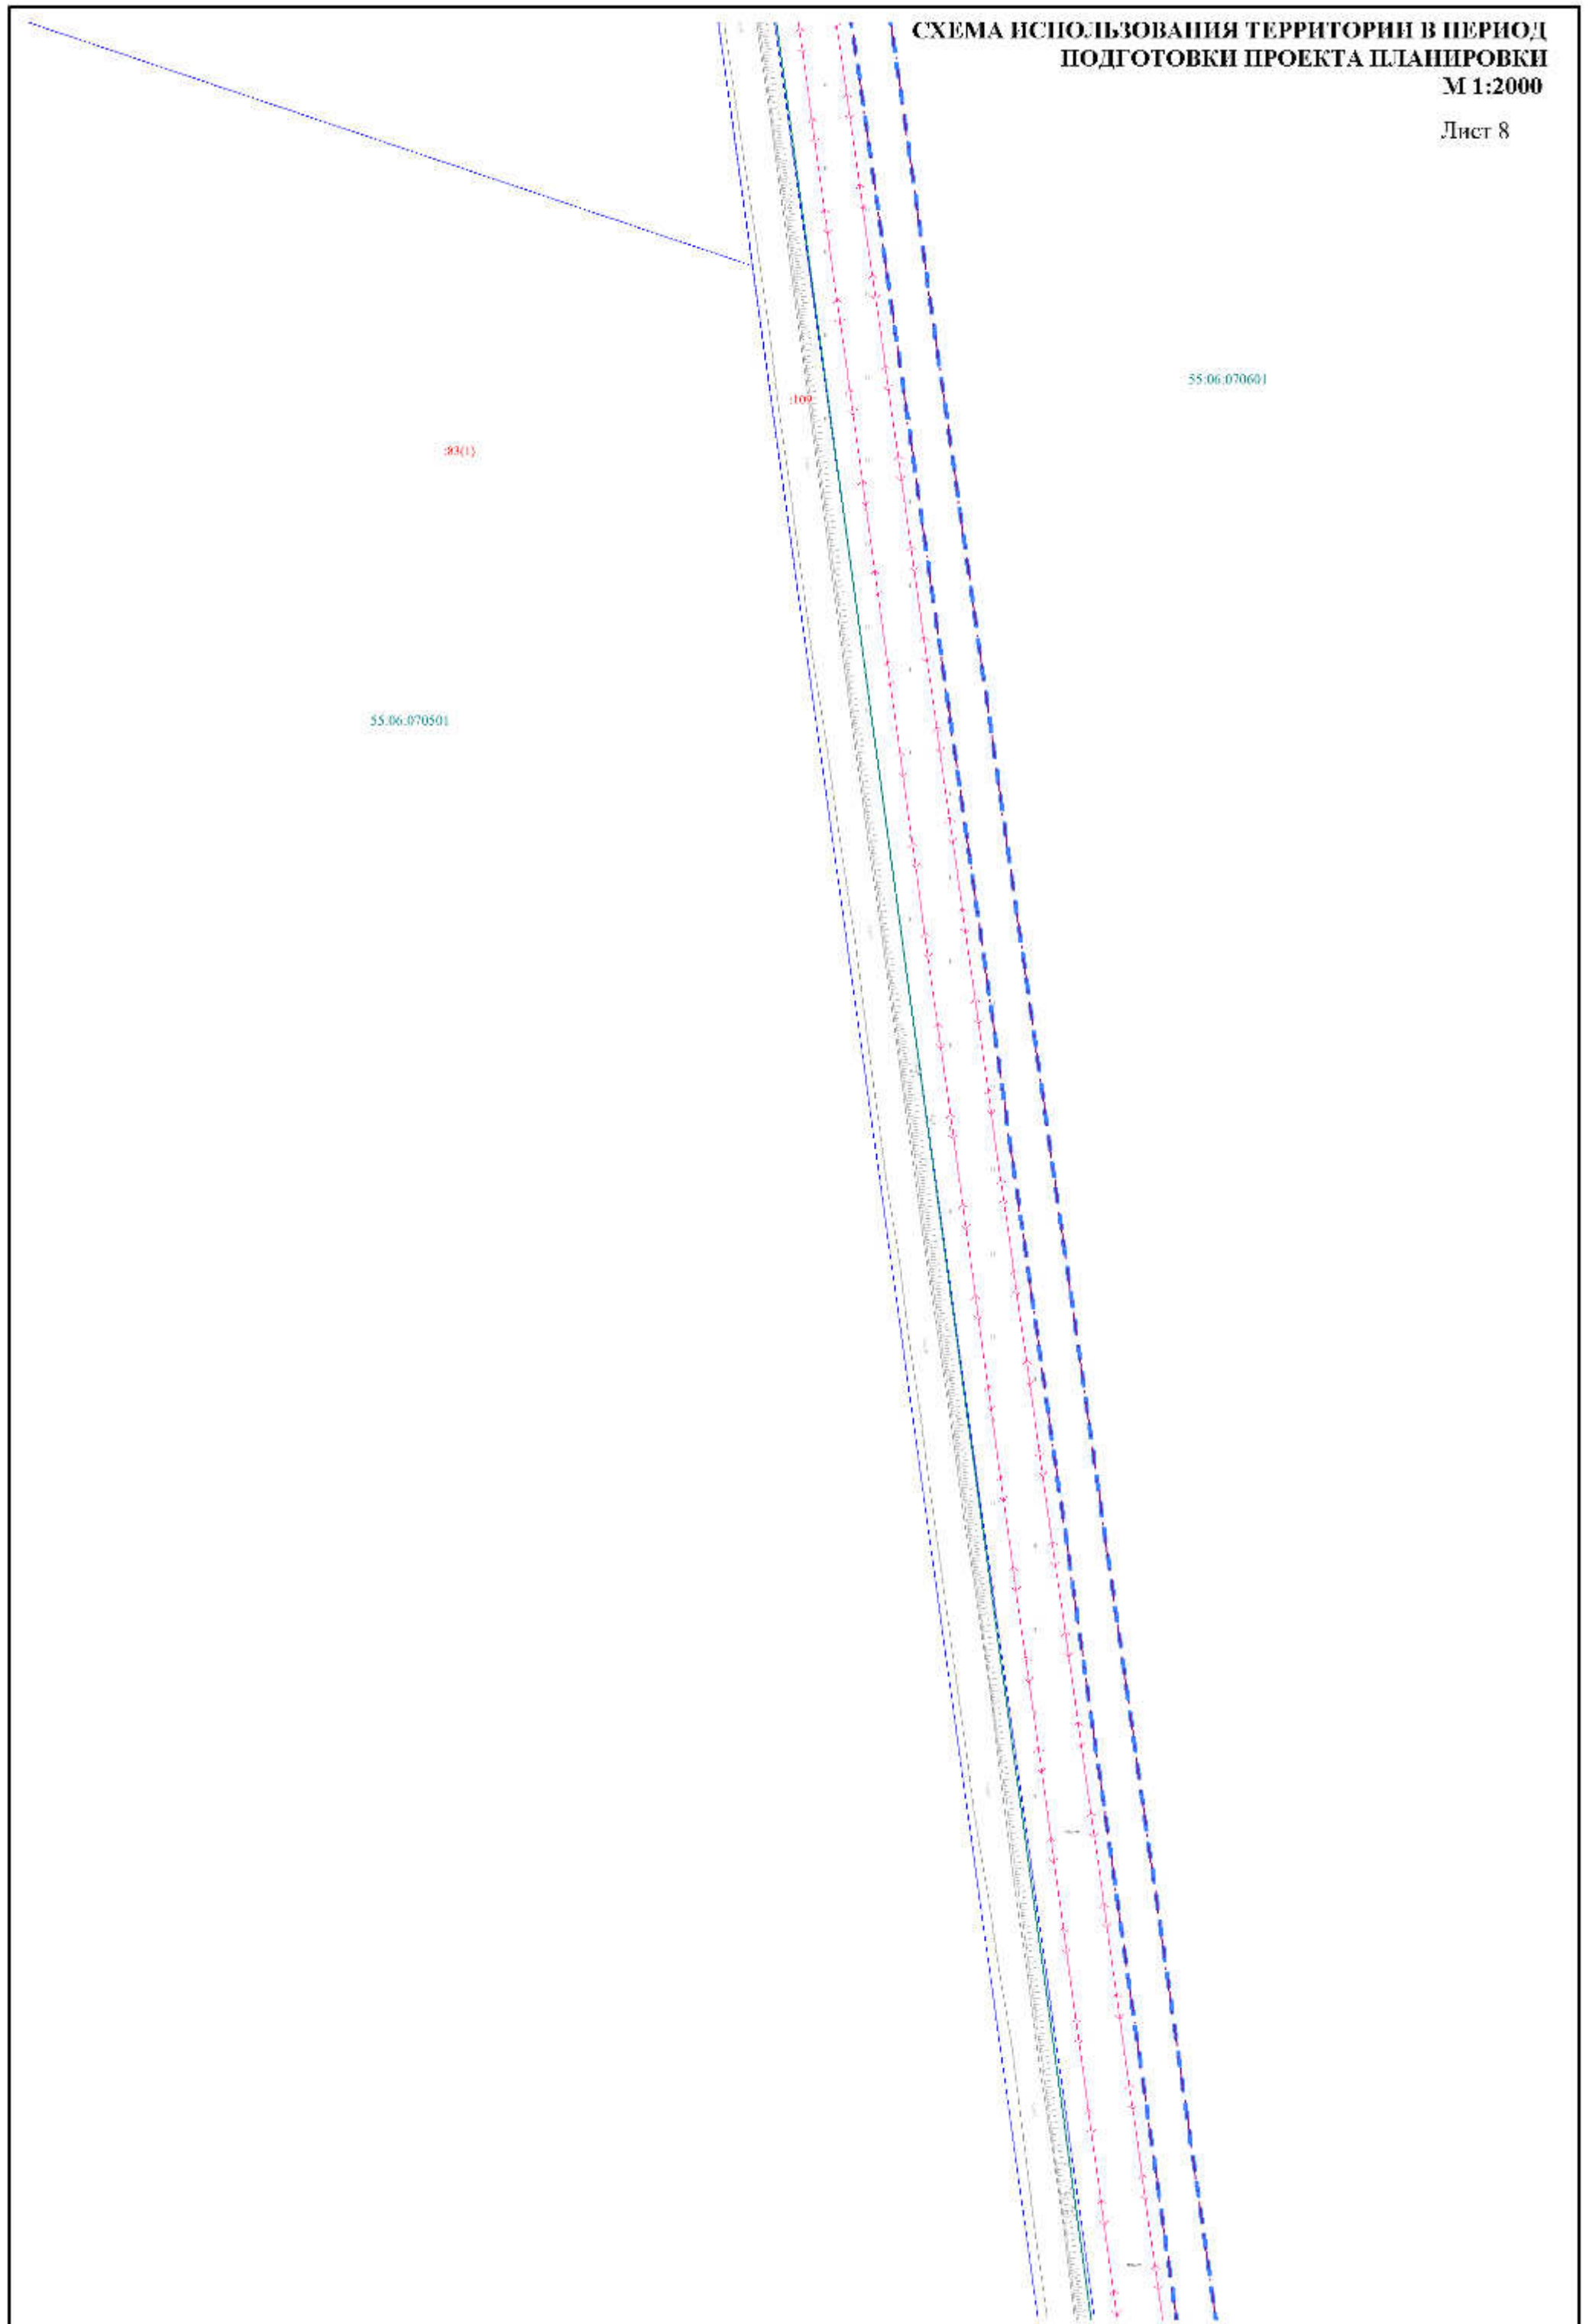 СХЕМА ИСПОЛЬЗОВАНИЯ ТЕРРИТОРИИ В ПЕРИОД
ПОДГОТОВКИ ПРОЕКТА ПЛАНИРОВКИ
М 1:2000
Лист 8
55:06:070601
:109
:83(1)
55:06:070501